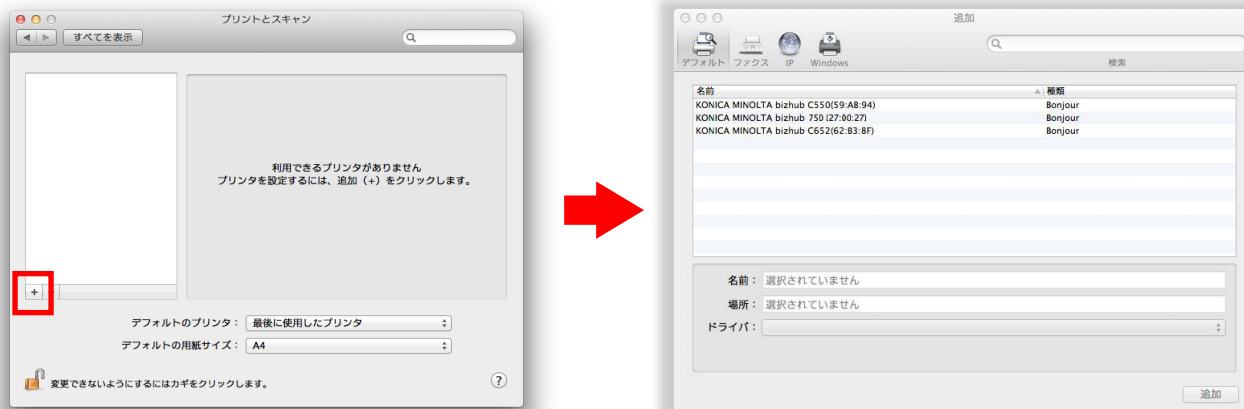 プリントとスキャン
すべてを表示
利用できるプリンタがありません
プリンタを設定するには、追加（+）をクリックします。
+
デフォルトのプリンタ： 最後に使用したプリンタ
デフォルトの用紙サイズ： A4
変更できないようにするにはカギをクリックします。
?
追加
デフォルト ファクス IP Windows
検索
名前 種類
KONICA MINOLTA bizhub C550(59:AB:94) Bonjour
KONICA MINOLTA bizhub 750 [27:00:27] Bonjour
KONICA MINOLTA bizhub C652(62:B3:8F) Bonjour
名前： 選択されていません
場所： 選択されていません
ドライバ：
追加